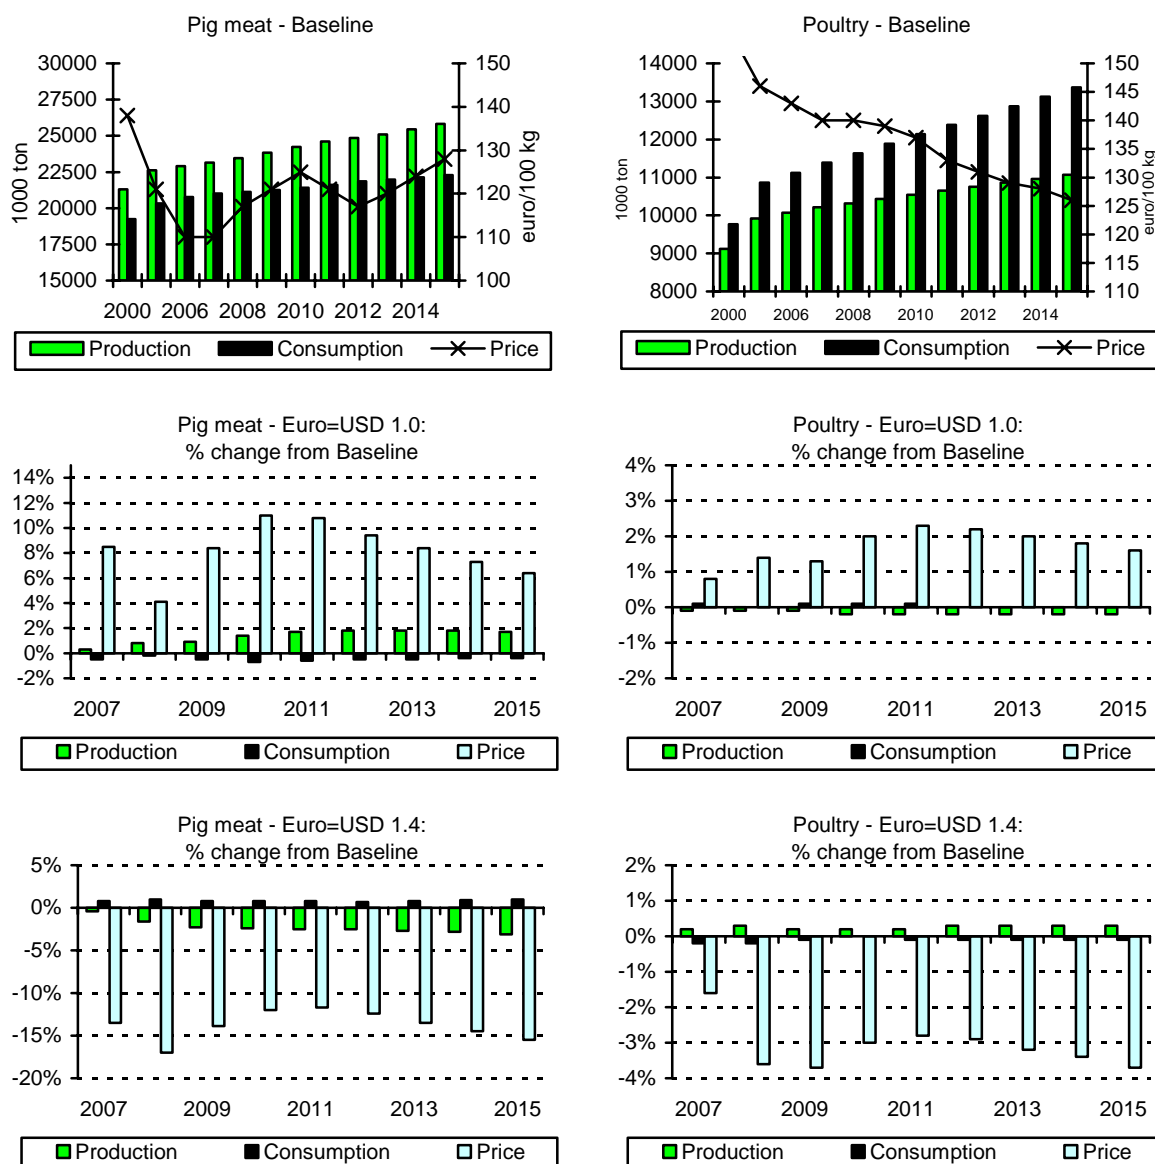 Pig meat - Baseline
30000
27500
25000
22500
20000
17500
15000
1000 ton
150
140
130
120
110
100
euro/100 kg
2000 2006 2008 2010 2012 2014
Production Consumption Price
Poultry - Baseline
14000
13000
12000
11000
10000
9000
8000
1000 ton
150
145
140
135
130
125
120
115
110
euro/100 kg
2000 2006 2008 2010 2012 2014
Production Consumption Price
Pig meat - Euro=USD 1.0:
% change from Baseline
14%
12%
10%
8%
6%
4%
2%
0%
-2%
2007 2009 2011 2013 2015
Production Consumption Price
Poultry - Euro=USD 1.0:
% change from Baseline
4%
3%
2%
1%
0%
-1%
-2%
2007 2009 2011 2013 2015
Production Consumption Price
Pig meat - Euro=USD 1.4:
% change from Baseline
5%
0%
-5%
-10%
-15%
-20%
2007 2009 2011 2013 2015
Production Consumption Price
Poultry - Euro=USD 1.4:
% change from Baseline
2%
1%
0%
-1%
-2%
-3%
-4%
2007 2009 2011 2013 2015
Production Consumption Price